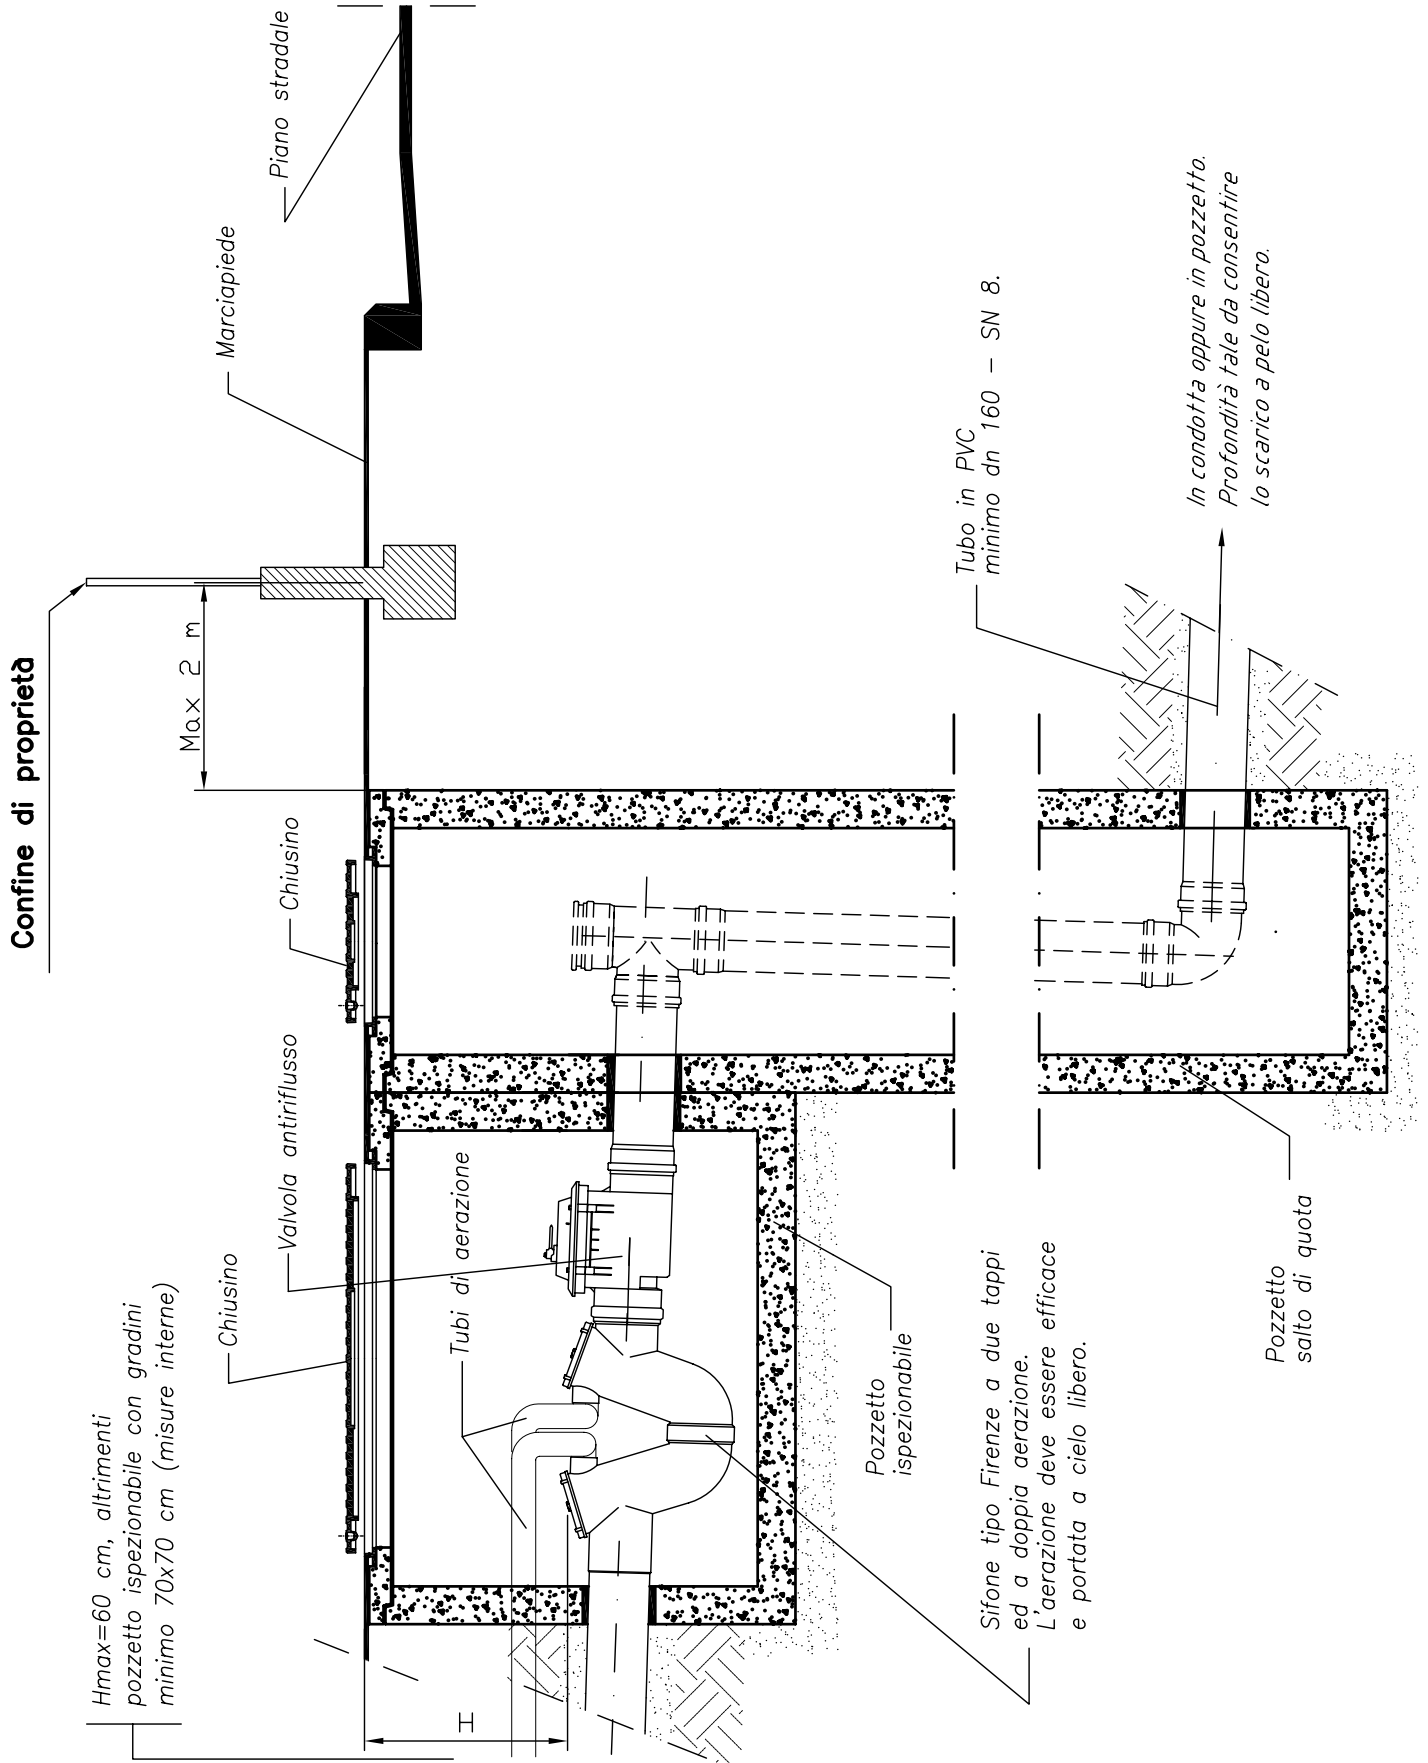 Hmax=60 cm, altrimenti
pozzetto ispezionabile con gradini
minimo 70x70 cm (misure interne)
Chiusino
Valvola antiriflusso
Chiusino
Confine di proprietà
Max 2 m
Marciapiede
Piano stradale
H
Tubi di aerazione
Pozzetto
ispezionabile
Sifone tipo Firenze a due tappi
ed a doppia aerazione.
L'aerazione deve essere efficace
e portata a cielo libero.
Tubo in PVC
minimo dn 160 - SN 8.
Pozzetto
salto di quota
In condotta oppure in pozzetto.
Profondità tale da consentire
lo scarico a pelo libero.